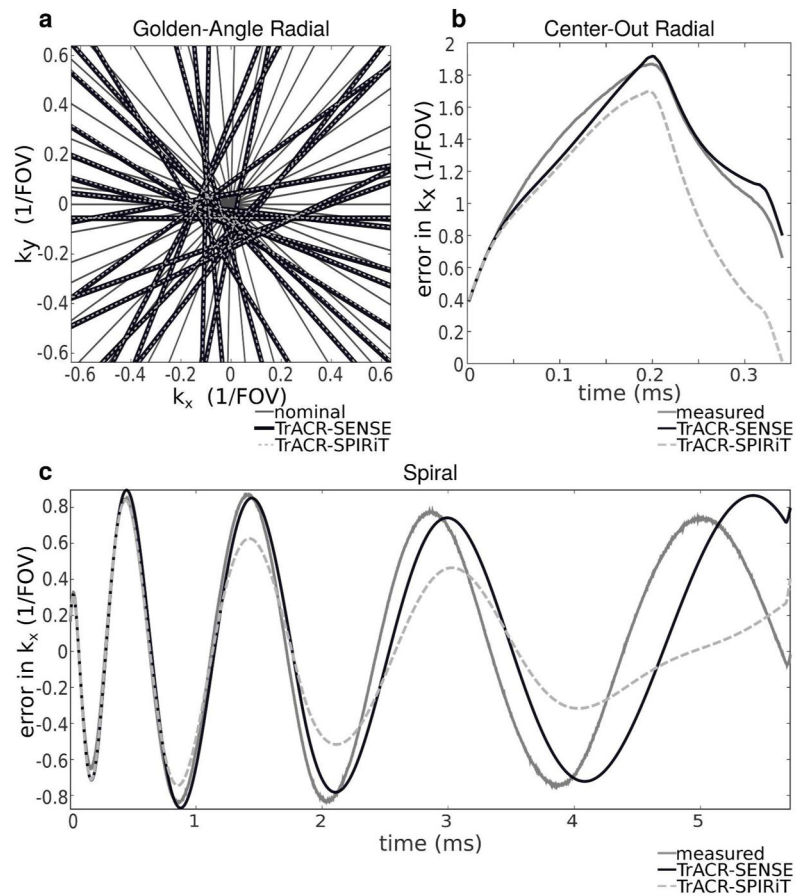 a
Golden-Angle Radial
0.6
0.4
0.2
0
-0.2
-0.4
-0.6
ky (1/FOV)
-0.6 -0.4 -0.2 0 0.2 0.4 0.6
kx (1/FOV)
nominal
TrACR-SENSE
TrACR-SPIRiT
b
Center-Out Radial
2
1.8
1.6
1.4
1.2
1
0.8
0.6
0.4
0.2
0
error in kx (1/FOV)
0 0.1 0.2 0.3
time (ms)
measured
TrACR-SENSE
TrACR-SPIRiT
c
Spiral
0.8
0.6
0.4
0.2
0
-0.2
-0.4
-0.6
-0.8
error in kx (1/FOV)
0 1 2 3 4 5
time (ms)
measured
TrACR-SENSE
TrACR-SPIRiT